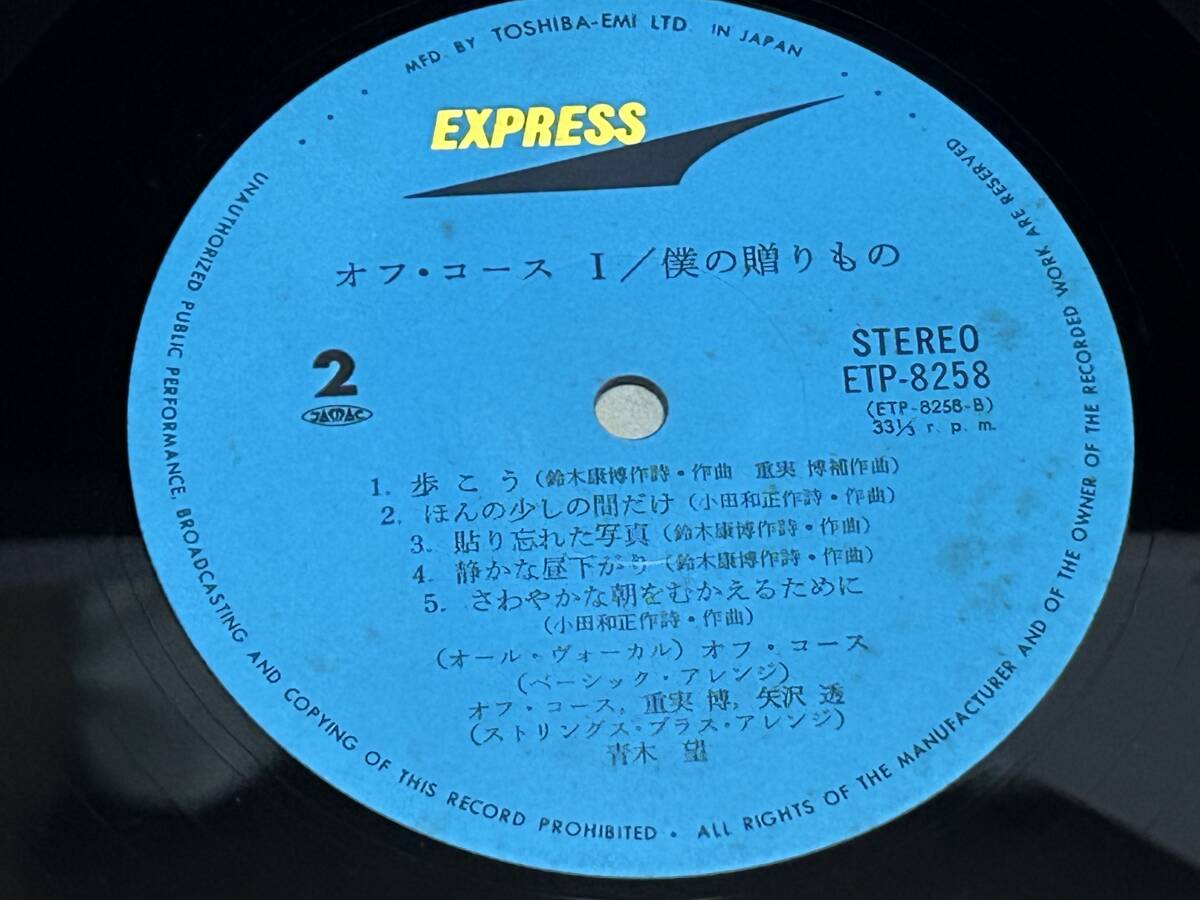 MFD. BY TOSHIBA-EMI LTD. IN JAPAN
EXPRESS
オフ・コース I／僕の贈りもの
2
JASRAC
STEREO
ETP-8258
(ETP-8258-B)
33⅓ r. p. m.
1. 歩こう (鈴木康博作詩・作曲 重実 博補作曲)
2. ほんの少しの間だけ (小田和正作詩・作曲)
3. 貼り忘れた写真 (鈴木康博作詩・作曲)
4. 静かな昼下がり (鈴木康博作詩・作曲)
5. さわやかな朝をむかえるために
(小田和正作詩・作曲)
(オール・ヴォーカル) オフ・コース
(ベーシック・アレンジ)
オフ・コース, 重実 博, 矢沢 透
(ストリングス・ブラス・アレンジ)
青木 望
UNAUTHORIZED PUBLIC PERFORMANCE, BROADCASTING AND COPYING OF THIS RECORD PROHIBITED • ALL RIGHTS OF THE MANUFACTURER AND OF THE OWNER OF THE RECORDED WORK ARE RESERVED